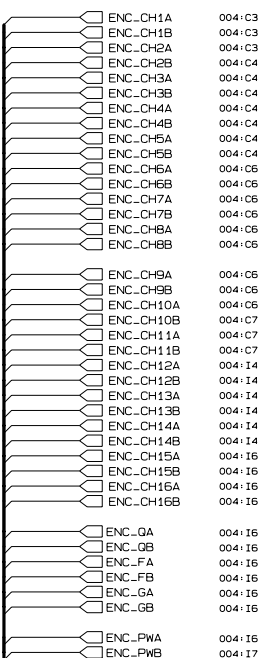 ENC_CH1A 004:C3
ENC_CH1B 004:C3
ENC_CH2A 004:C3
ENC_CH2B 004:C4
ENC_CH3A 004:C4
ENC_CH3B 004:C4
ENC_CH4A 004:C4
ENC_CH4B 004:C4
ENC_CH5A 004:C4
ENC_CH5B 004:C4
ENC_CH6A 004:C6
ENC_CH6B 004:C6
ENC_CH7A 004:C6
ENC_CH7B 004:C6
ENC_CH8A 004:C6
ENC_CH8B 004:C6
ENC_CH9A 004:C6
ENC_CH9B 004:C6
ENC_CH10A 004:C6
ENC_CH10B 004:C7
ENC_CH11A 004:C7
ENC_CH11B 004:C7
ENC_CH12A 004:I4
ENC_CH12B 004:I4
ENC_CH13A 004:I4
ENC_CH13B 004:I4
ENC_CH14A 004:I4
ENC_CH14B 004:I4
ENC_CH15A 004:I6
ENC_CH15B 004:I6
ENC_CH16A 004:I6
ENC_CH16B 004:I6
ENC_QA 004:I6
ENC_QB 004:I6
ENC_FA 004:I6
ENC_FB 004:I6
ENC_GA 004:I6
ENC_GB 004:I6
ENC_PWA 004:I6
ENC_PWB 004:I7